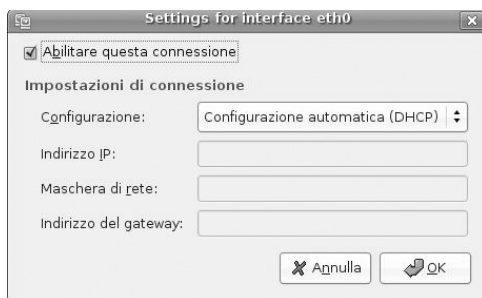 Settings for interface eth0
Abilitare questa connessione
Impostazioni di connessione
Configurazione: Configurazione automatica (DHCP)
Indirizzo IP:
Maschera di rete:
Indirizzo del gateway:
Annulla OK